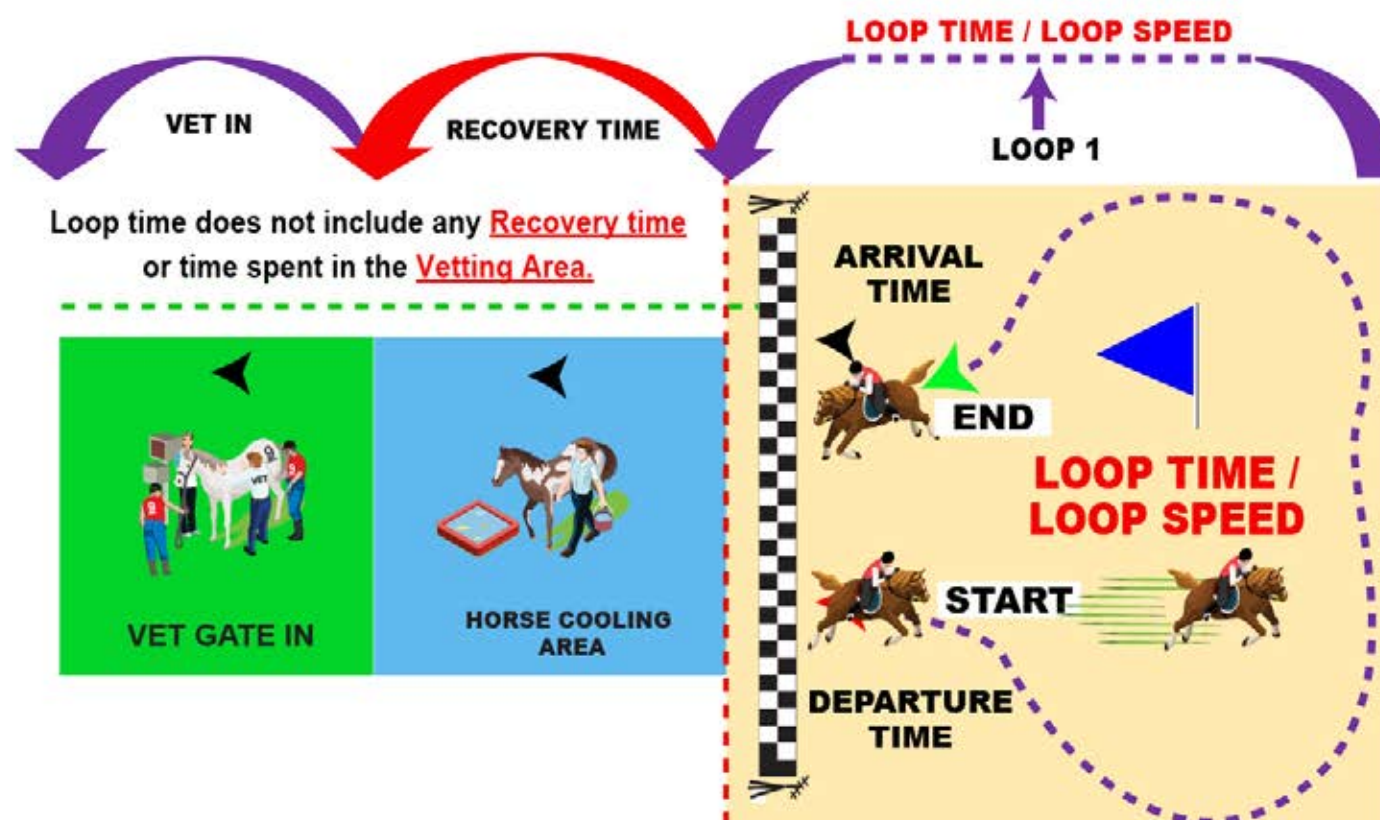 LOOP TIME / LOOP SPEED
VET IN
RECOVERY TIME
LOOP 1
Loop time does not include any Recovery time
or time spent in the Vetting Area.
ARRIVAL
TIME
END
LOOP TIME /
LOOP SPEED
START
DEPARTURE
TIME
VET
VET GATE IN
HORSE COOLING
AREA